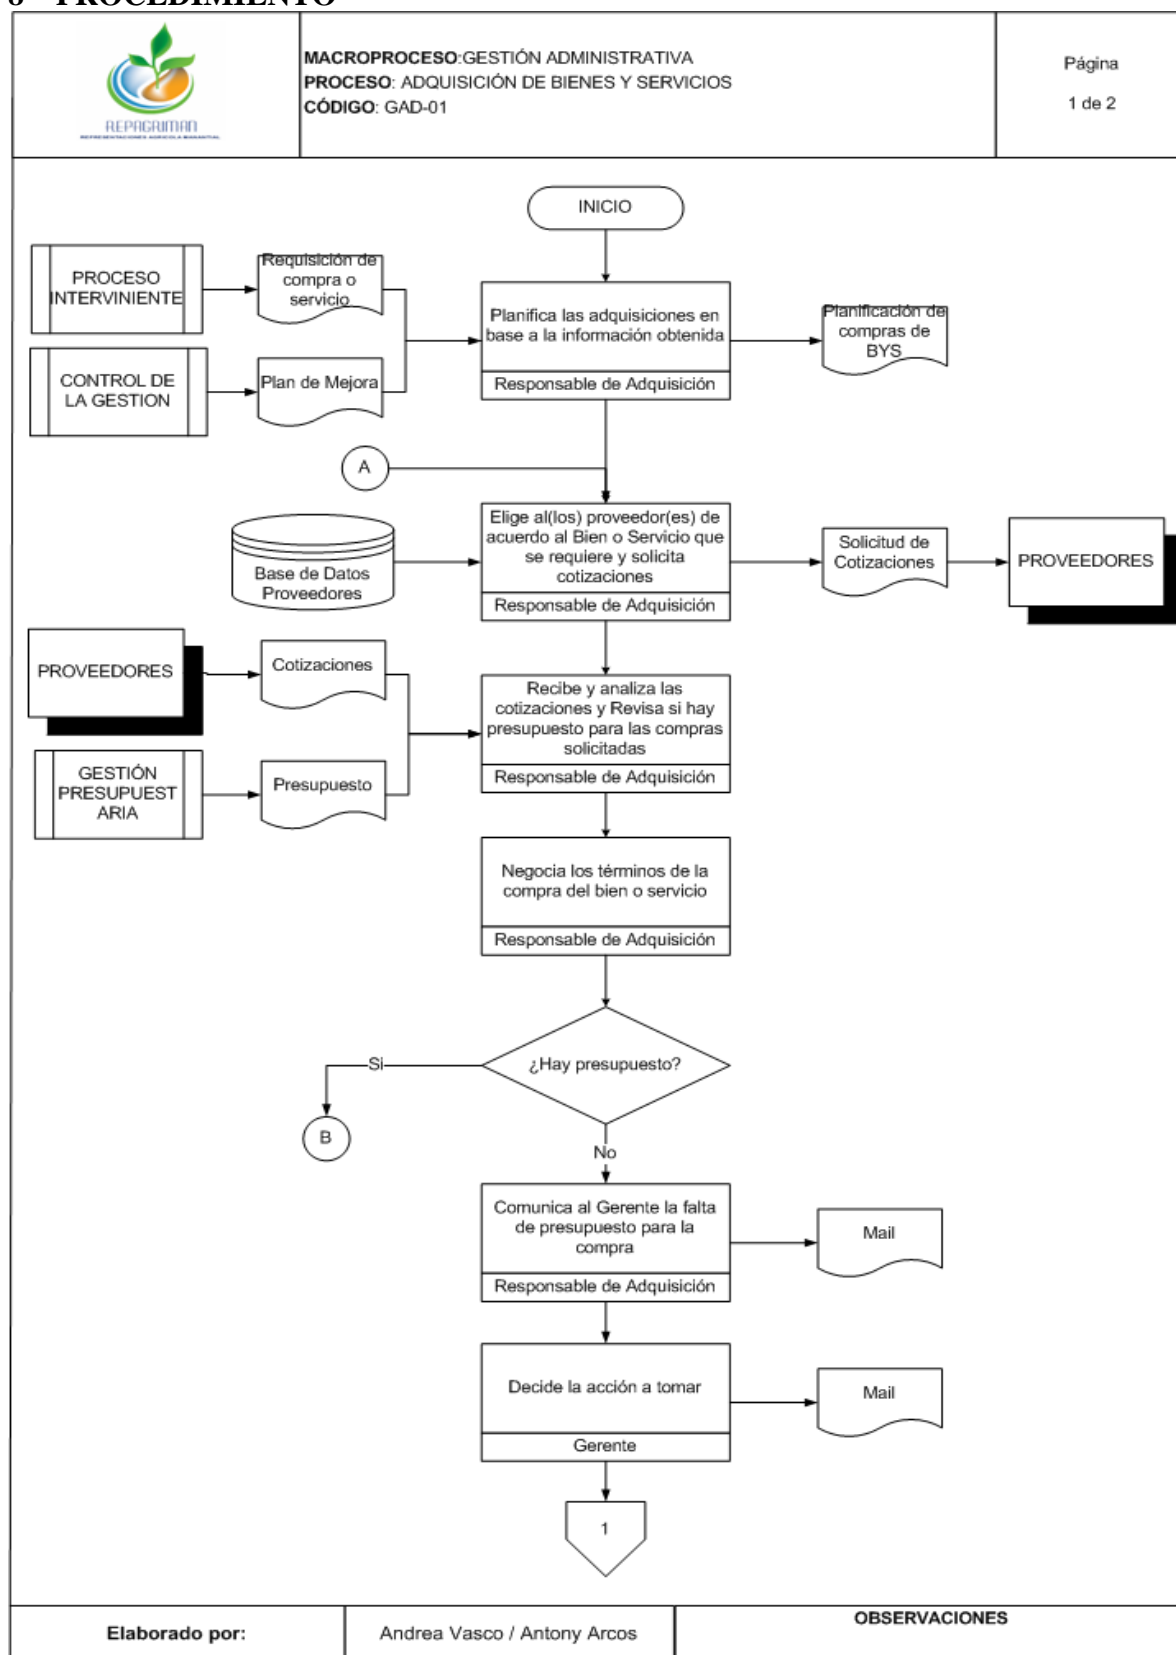 8 PROCEDIMIENTO
REPAGRIMAN
REPRESENTACIONES AGRICOLA MANANTIAL
MACROPROCESO:GESTIÓN ADMINISTRATIVA
PROCESO: ADQUISICIÓN DE BIENES Y SERVICIOS
CÓDIGO: GAD-01
Página
1 de 2
INICIO
PROCESO
INTERVINIENTE
Requisición de
compra o
servicio
Planifica las adquisiciones en
base a la información obtenida
Responsable de Adquisición
Planificación de
compras de
BYS
CONTROL DE
LA GESTION
Plan de Mejora
A
Base de Datos
Proveedores
Elige al(los) proveedor(es) de
acuerdo al Bien o Servicio que
se requiere y solicita
cotizaciones
Responsable de Adquisición
Solicitud de
Cotizaciones
PROVEEDORES
PROVEEDORES
Cotizaciones
Recibe y analiza las
cotizaciones y Revisa si hay
presupuesto para las compras
solicitadas
Responsable de Adquisición
GESTIÓN
PRESUPUEST
ARIA
Presupuesto
Negocia los términos de la
compra del bien o servicio
Responsable de Adquisición
¿Hay presupuesto?
Si
B
No
Comunica al Gerente la falta
de presupuesto para la
compra
Responsable de Adquisición
Mail
Decide la acción a tomar
Gerente
Mail
1
Elaborado por:
Andrea Vasco / Antony Arcos
OBSERVACIONES